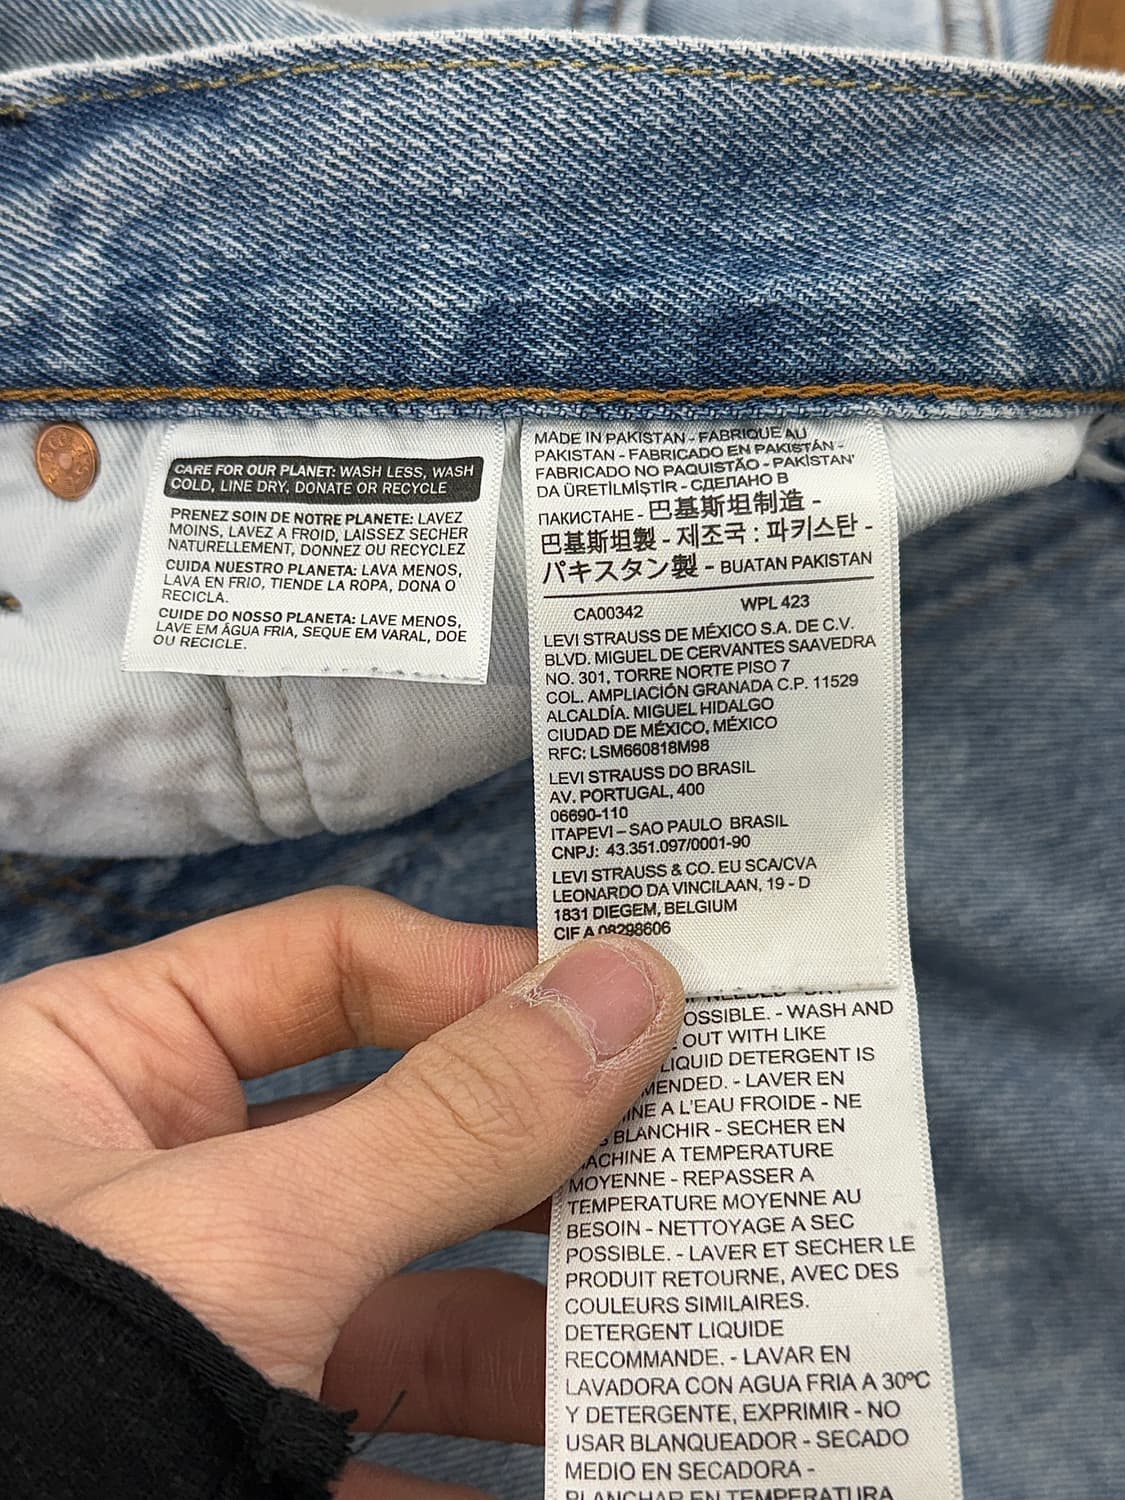 CARE FOR OUR PLANET: WASH LESS, WASH
COLD, LINE DRY, DONATE OR RECYCLE
PRENEZ SOIN DE NOTRE PLANETE: LAVEZ
MOINS, LAVEZ A FROID, LAISSEZ SECHER
NATURELLEMENT, DONNEZ OU RECYCLEZ
CUIDA NUESTRO PLANETA: LAVA MENOS,
LAVA EN FRIO, TIENDE LA ROPA, DONA O
RECICLA.
CUIDE DO NOSSO PLANETA: LAVE MENOS,
LAVE EM ÁGUA FRIA, SEQUE EM VARAL, DOE
OU RECICLE.
MADE IN PAKISTAN - FABRIQUE AU
PAKISTAN - FABRICADO EN PAKISTÁN -
FABRICADO NO PAQUISTÃO - PAKİSTAN'
DA ÜRETİLMİŞTİR - СДЕЛАНО В
ПАКИСТАНЕ - 巴基斯坦制造 -
巴基斯坦製 - 제조국 : 파키스탄 -
パキスタン製 - BUATAN PAKISTAN
CA00342 WPL 423
LEVI STRAUSS DE MÉXICO S.A. DE C.V.
BLVD. MIGUEL DE CERVANTES SAAVEDRA
NO. 301, TORRE NORTE PISO 7
COL. AMPLIACIÓN GRANADA C.P. 11529
ALCALDÍA. MIGUEL HIDALGO
CIUDAD DE MÉXICO, MÉXICO
RFC: LSM660818M98
LEVI STRAUSS DO BRASIL
AV. PORTUGAL, 400
06690-110
ITAPEVI – SAO PAULO BRASIL
CNPJ: 43.351.097/0001-90
LEVI STRAUSS & CO. EU SCA/CVA
LEONARDO DA VINCILAAN, 19 - D
1831 DIEGEM, BELGIUM
CIF A 08298606
OSSIBLE. - WASH AND
OUT WITH LIKE
LIQUID DETERGENT IS
MENDED. - LAVER EN
INE A L'EAU FROIDE - NE
BLANCHIR - SECHER EN
ACHINE A TEMPERATURE
MOYENNE - REPASSER A
TEMPERATURE MOYENNE AU
BESOIN - NETTOYAGE A SEC
POSSIBLE. - LAVER ET SECHER LE
PRODUIT RETOURNE, AVEC DES
COULEURS SIMILAIRES.
DETERGENT LIQUIDE
RECOMMANDE. - LAVAR EN
LAVADORA CON AGUA FRIA A 30ºC
Y DETERGENTE, EXPRIMIR - NO
USAR BLANQUEADOR - SECADO
MEDIO EN SECADORA -
PLANCHAR EN TEMPERATURA